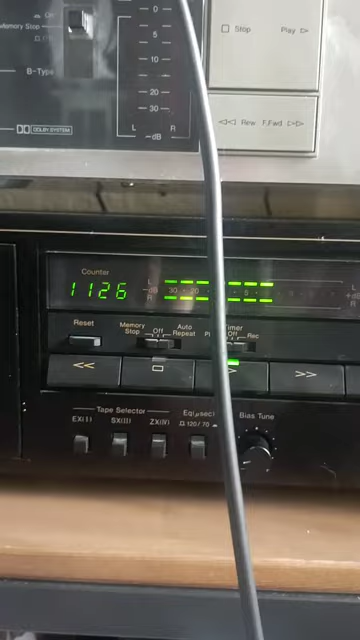 On
Memory Stop
B-Type
DOLBY SYSTEM
0
5
10
20
30
L R
-dB
Stop Play
Rew F.Fwd
Counter
1126
L
-dB 30 20
R
L
R
Reset
Memory Stop Off Auto Repeat
Timer
Off Rec
<<
>>
Tape Selector
EX(I) SX(II) ZX(IV)
Eq(μsec)
120/70
Bias Tune